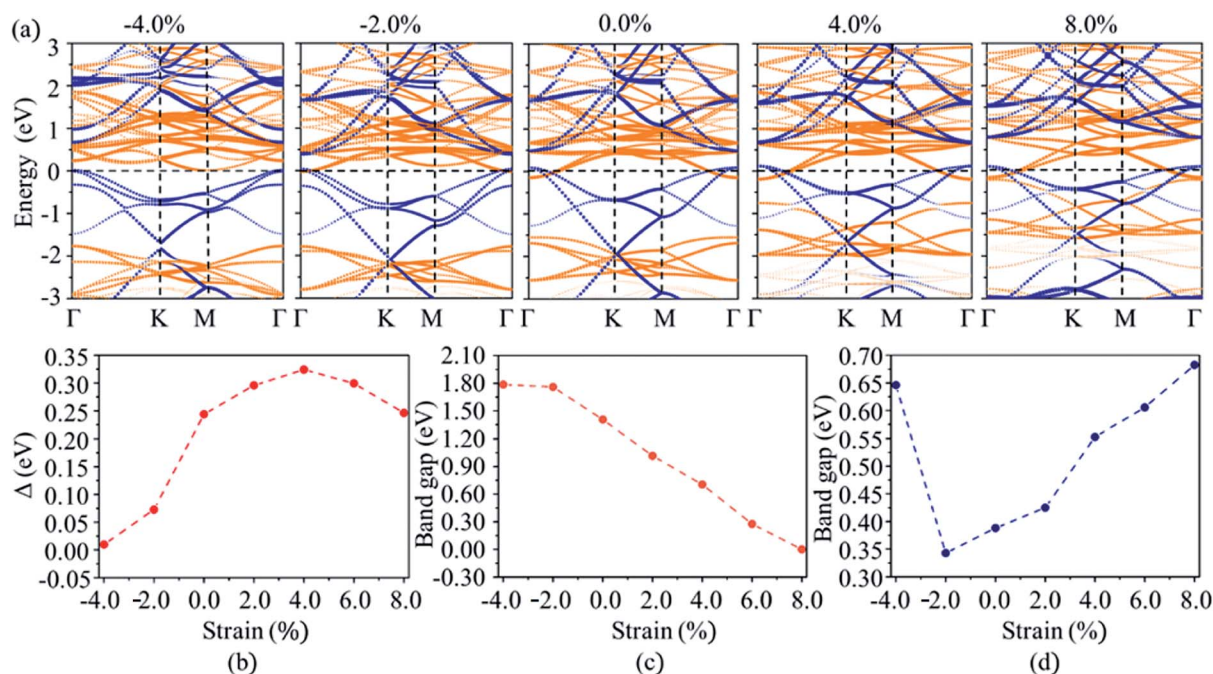 (a)
-4.0% -2.0% 0.0% 4.0% 8.0%
Energy (eV)
3
2
1
0
-1
-2
-3
Γ K M Γ Γ K M Γ Γ K M Γ Γ K M Γ Γ K M Γ
Δ (eV)
0.35
0.30
0.25
0.20
0.15
0.10
0.05
0.00
-0.05
-4.0 -2.0 0.0 2.0 4.0 6.0 8.0
Strain (%)
(b)
Band gap (eV)
2.10
1.80
1.50
1.20
0.90
0.60
0.30
0.00
-0.30
-4.0 -2.0 0.0 2.0 4.0 6.0 8.0
Strain (%)
(c)
Band gap (eV)
0.70
0.65
0.60
0.55
0.50
0.45
0.40
0.35
0.30
-4.0 -2.0 0.0 2.0 4.0 6.0 8.0
Strain (%)
(d)